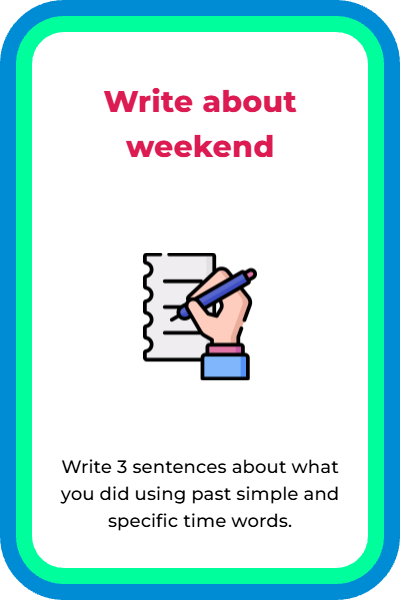 Write about
weekend
Write 3 sentences about what
you did using past simple and
specific time words.